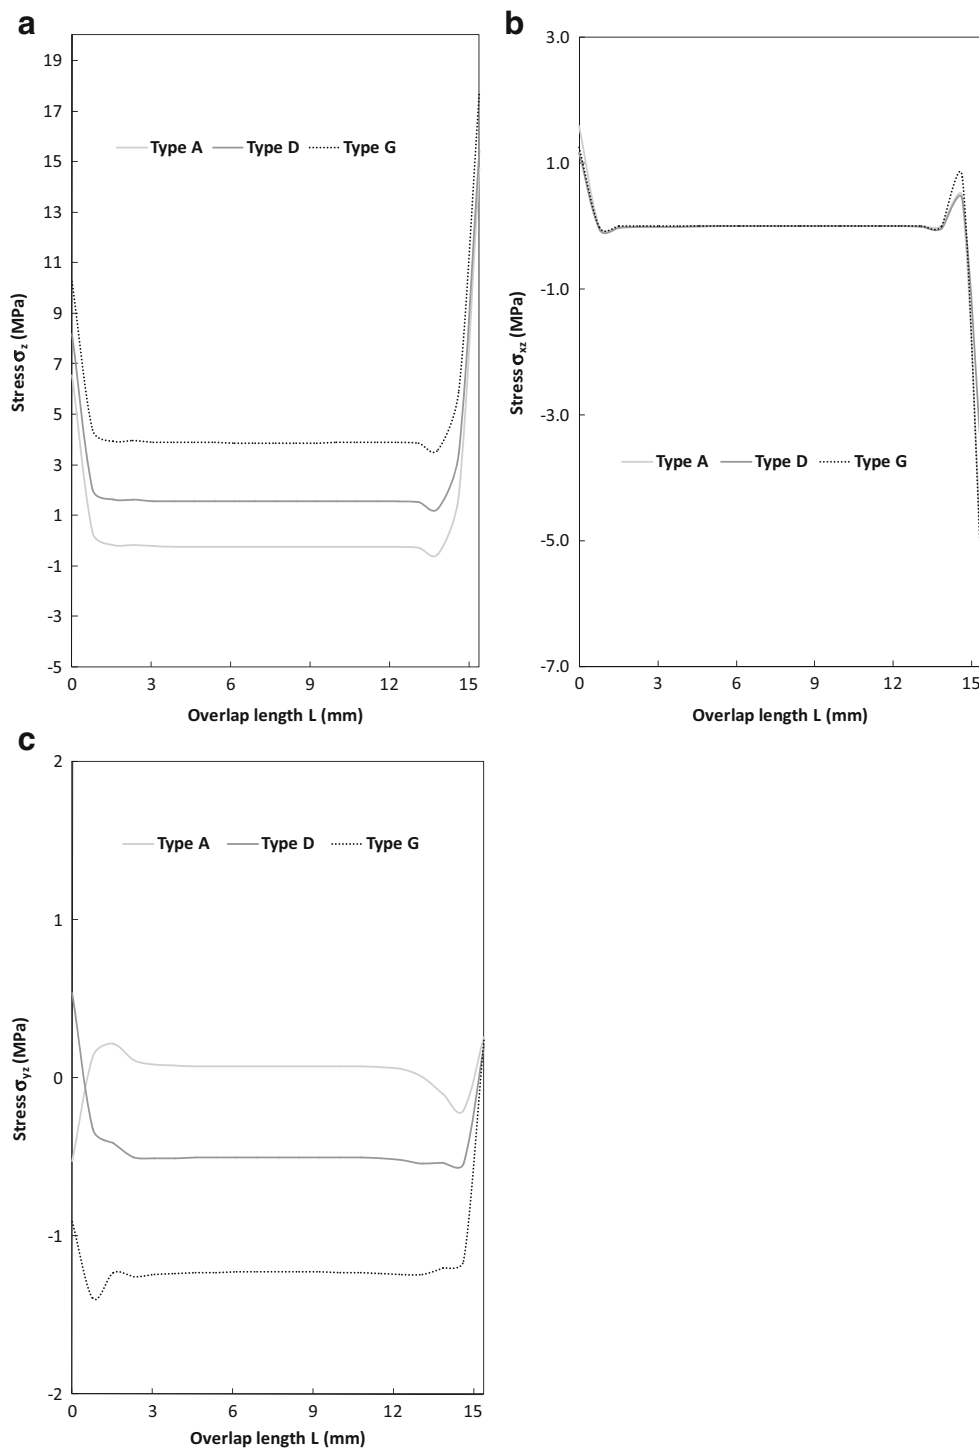 a
19
17
15
13
11
9
7
5
3
1
-1
-3
-5
Stress σz (MPa)
Type A Type D Type G
0 3 6 9 12 15
Overlap length L (mm)
b
3.0
1.0
-1.0
-3.0
-5.0
-7.0
Stress σxz (MPa)
Type A Type D Type G
0 3 6 9 12 15
Overlap length L (mm)
c
2
1
0
-1
-2
Stress σyz (MPa)
Type A Type D Type G
0 3 6 9 12 15
Overlap length L (mm)